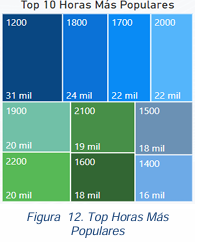 Top 10 Horas Más Populares
1200 1800 1700 2000
31 mil 24 mil 22 mil 22 mil
1900 2100 1500
20 mil 19 mil 18 mil
2200 1600 1400
20 mil 18 mil 16 mil
Figura 12. Top Horas Más
Populares